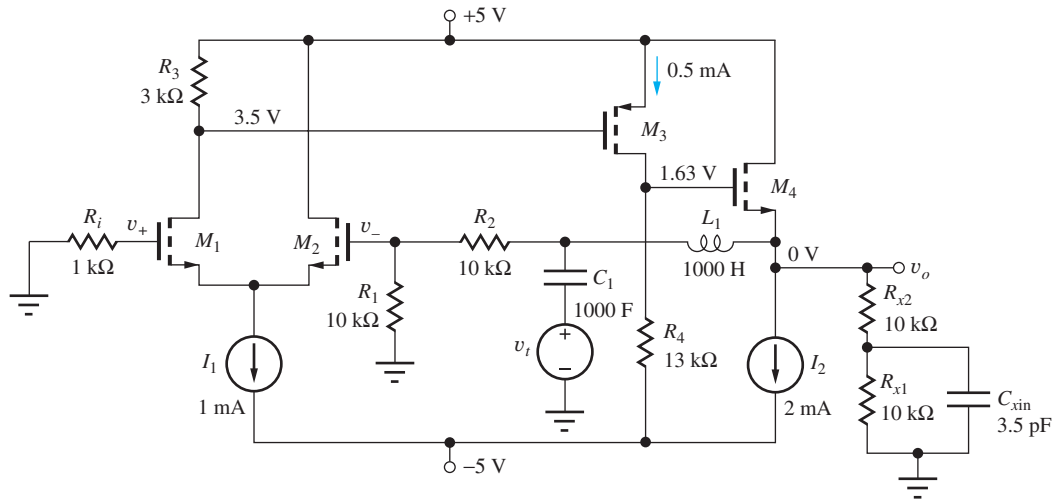 +5 V
R3
3 kΩ
0.5 mA
3.5 V
M3
1.63 V
M4
Ri
v+
1 kΩ
M1
M2
v−
R2
10 kΩ
L1
1000 H
0 V
vo
R1
10 kΩ
C1
1000 F
Rx2
10 kΩ
vt
+
−
R4
13 kΩ
I1
1 mA
I2
2 mA
Rx1
10 kΩ
Cxin
3.5 pF
−5 V